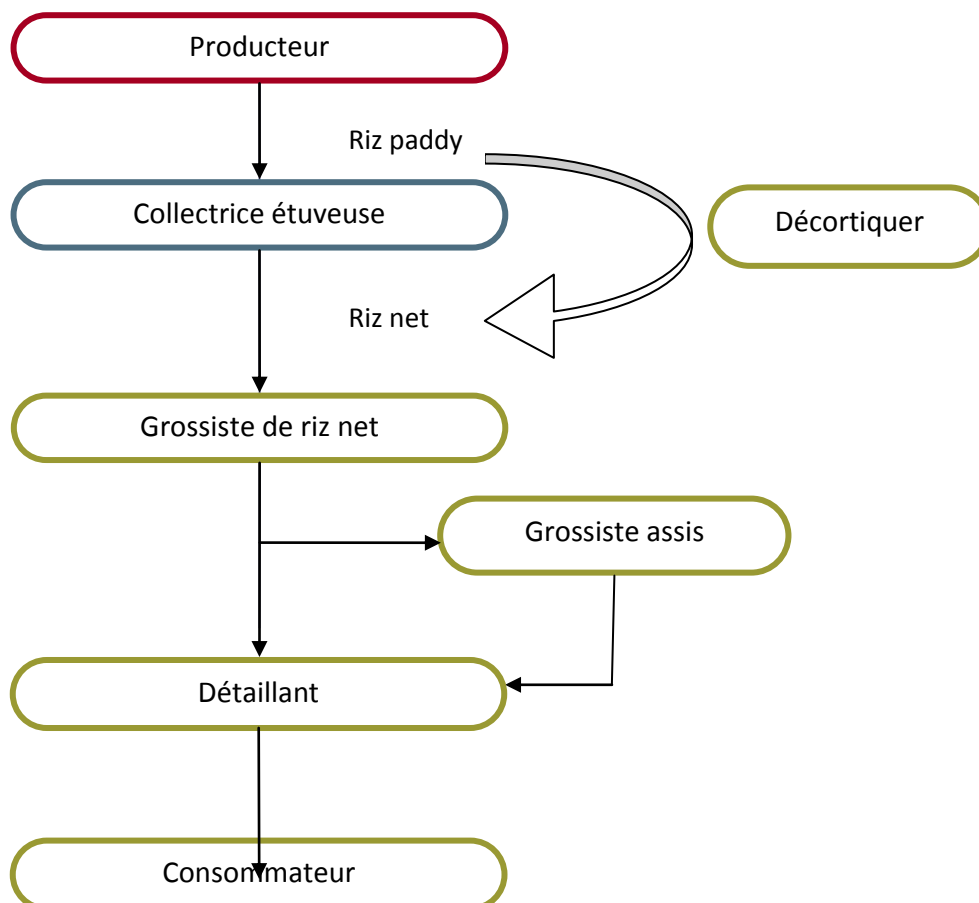 Producteur
Riz paddy
Collectrice étuveuse
Décortiquer
Riz net
Grossiste de riz net
Grossiste assis
Détaillant
Consommateur